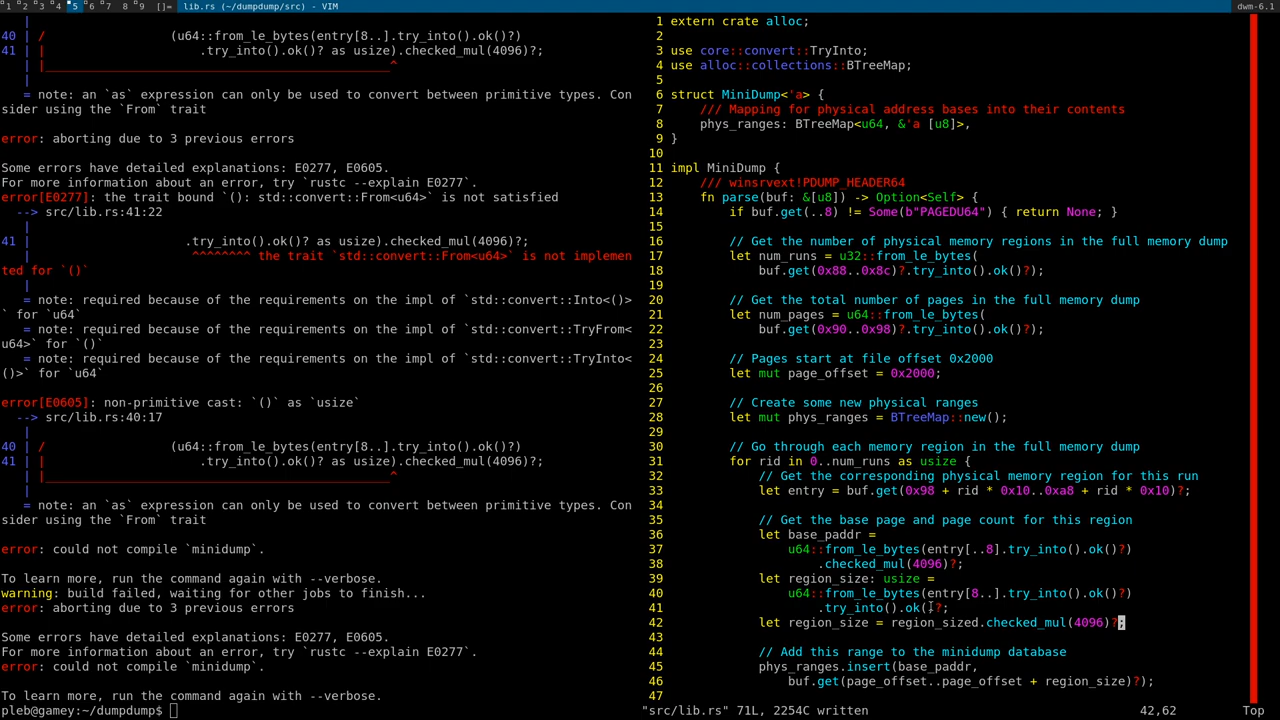 1 2 3 4 5 6 7 8 9 []= lib.rs (~/dumpdump/src) - VIM dwm-6.1
|
40 | / (u64::from_le_bytes(entry[8..].try_into().ok()?)
41 | | .try_into().ok()? as usize).checked_mul(4096)?;
| |_______________________________________________^
|
= note: an `as` expression can only be used to convert between primitive types. Con
sider using the `From` trait
error: aborting due to 3 previous errors
Some errors have detailed explanations: E0277, E0605.
For more information about an error, try `rustc --explain E0277`.
error[E0277]: the trait bound `(): std::convert::From<u64>` is not satisfied
--> src/lib.rs:41:22
|
41 | .try_into().ok()? as usize).checked_mul(4096)?;
| ^^^^^^^^ the trait `std::convert::From<u64>` is not implemen
ted for `()`
|
= note: required because of the requirements on the impl of `std::convert::Into<()>
` for `u64`
= note: required because of the requirements on the impl of `std::convert::TryFrom<
u64>` for `()`
= note: required because of the requirements on the impl of `std::convert::TryInto<
()>` for `u64`
error[E0605]: non-primitive cast: `()` as `usize`
--> src/lib.rs:40:17
|
40 | / (u64::from_le_bytes(entry[8..].try_into().ok()?)
41 | | .try_into().ok()? as usize).checked_mul(4096)?;
| |_______________________________________________^
|
= note: an `as` expression can only be used to convert between primitive types. Con
sider using the `From` trait
error: could not compile `minidump`.
To learn more, run the command again with --verbose.
warning: build failed, waiting for other jobs to finish...
error: aborting due to 3 previous errors
Some errors have detailed explanations: E0277, E0605.
For more information about an error, try `rustc --explain E0277`.
error: could not compile `minidump`.
To learn more, run the command again with --verbose.
pleb@gamey:~/dumpdump$
1 extern crate alloc;
2
3 use core::convert::TryInto;
4 use alloc::collections::BTreeMap;
5
6 struct MiniDump<'a> {
7 /// Mapping for physical address bases into their contents
8 phys_ranges: BTreeMap<u64, &'a [u8]>,
9 }
10
11 impl MiniDump {
12 /// winsrvext!PDUMP_HEADER64
13 fn parse(buf: &[u8]) -> Option<Self> {
14 if buf.get(..8) != Some(b"PAGEDU64") { return None; }
15
16 // Get the number of physical memory regions in the full memory dump
17 let num_runs = u32::from_le_bytes(
18 buf.get(0x88..0x8c)?.try_into().ok()?);
19
20 // Get the total number of pages in the full memory dump
21 let num_pages = u64::from_le_bytes(
22 buf.get(0x90..0x98)?.try_into().ok()?);
23
24 // Pages start at file offset 0x2000
25 let mut page_offset = 0x2000;
26
27 // Create some new physical ranges
28 let mut phys_ranges = BTreeMap::new();
29
30 // Go through each memory region in the full memory dump
31 for rid in 0..num_runs as usize {
32 // Get the corresponding physical memory region for this run
33 let entry = buf.get(0x98 + rid * 0x10..0xa8 + rid * 0x10)?;
34
35 // Get the base page and page count for this region
36 let base_paddr =
37 u64::from_le_bytes(entry[..8].try_into().ok()?)
38 .checked_mul(4096)?;
39 let region_size: usize =
40 u64::from_le_bytes(entry[8..].try_into().ok()?)
41 .try_into().ok()?;
42 let region_size = region_sized.checked_mul(4096)?;
43
44 // Add this range to the minidump database
45 phys_ranges.insert(base_paddr,
46 buf.get(page_offset..page_offset + region_size)?);
47
"src/lib.rs" 71L, 2254C written 42,62 Top